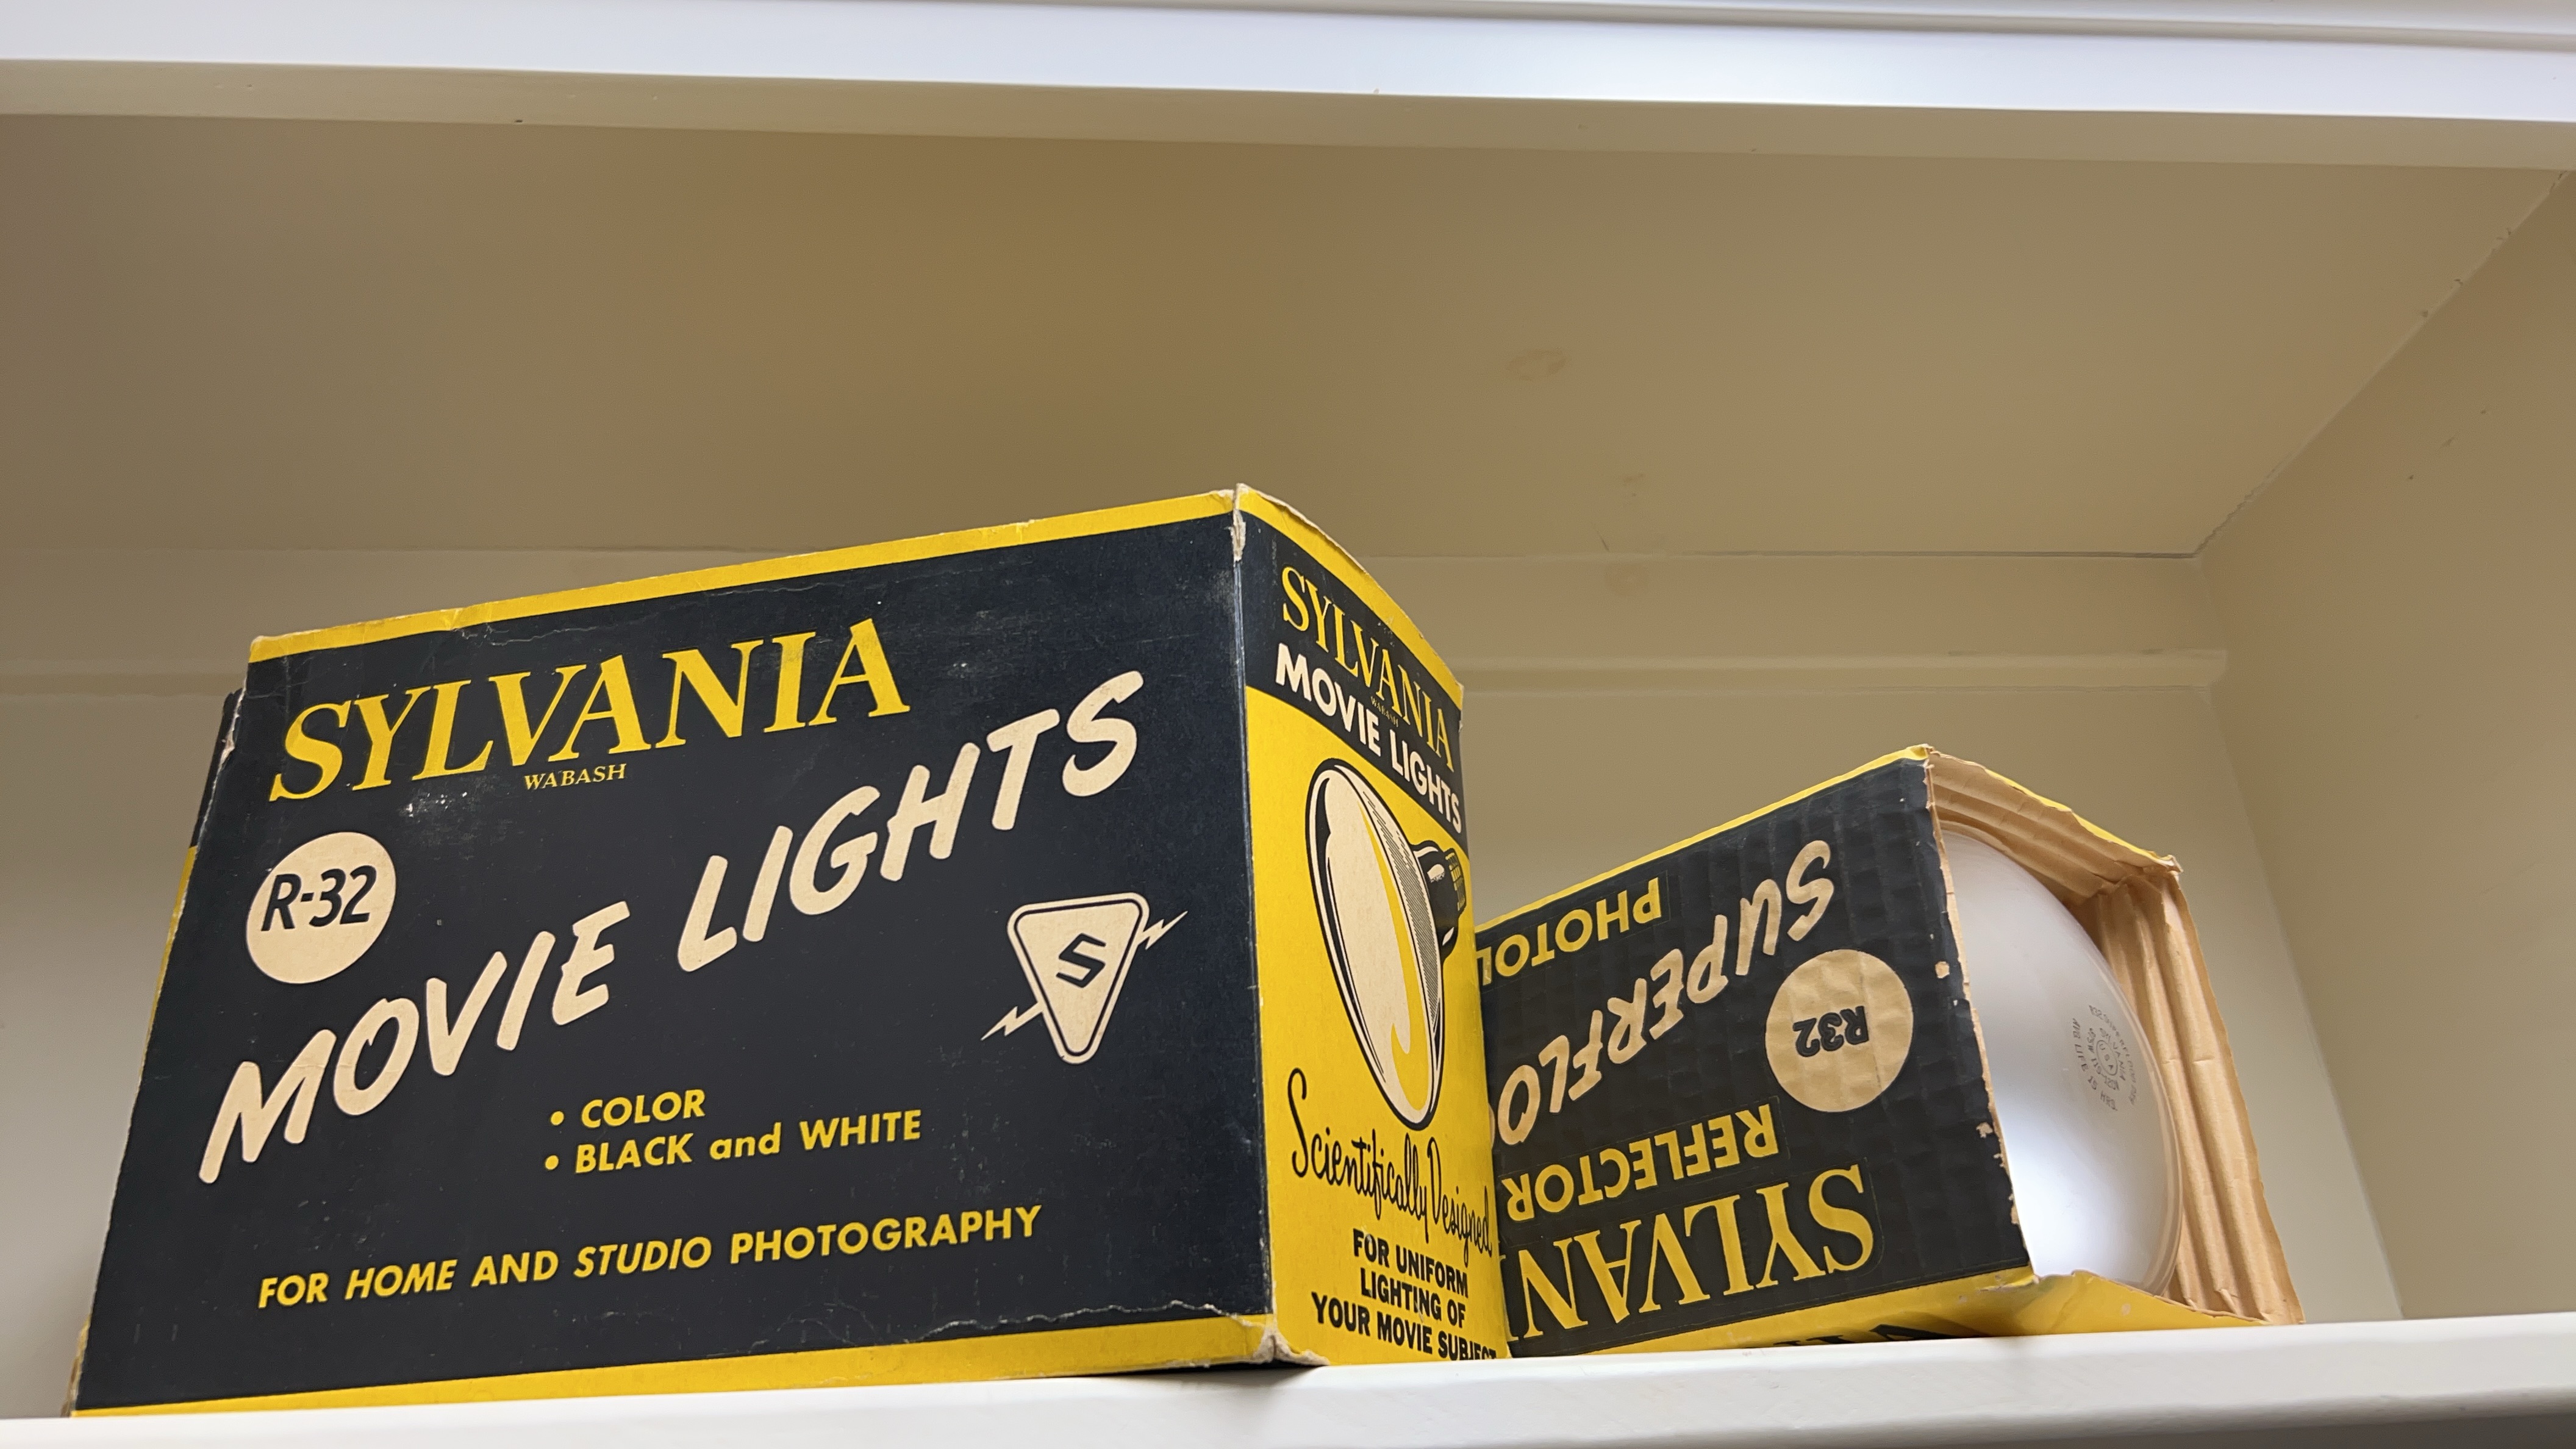 SYLVANIA
WABASH
R-32
MOVIE LIGHTS
S
• COLOR
• BLACK and WHITE
FOR HOME AND STUDIO PHOTOGRAPHY
SYLVANIA
WABASH
MOVIE LIGHTS
Scientifically Designed
FOR UNIFORM
LIGHTING OF
YOUR MOVIE SUBJECT
SYLVAN
REFLECTOR
R32
SUPERFLO
PHOTOL